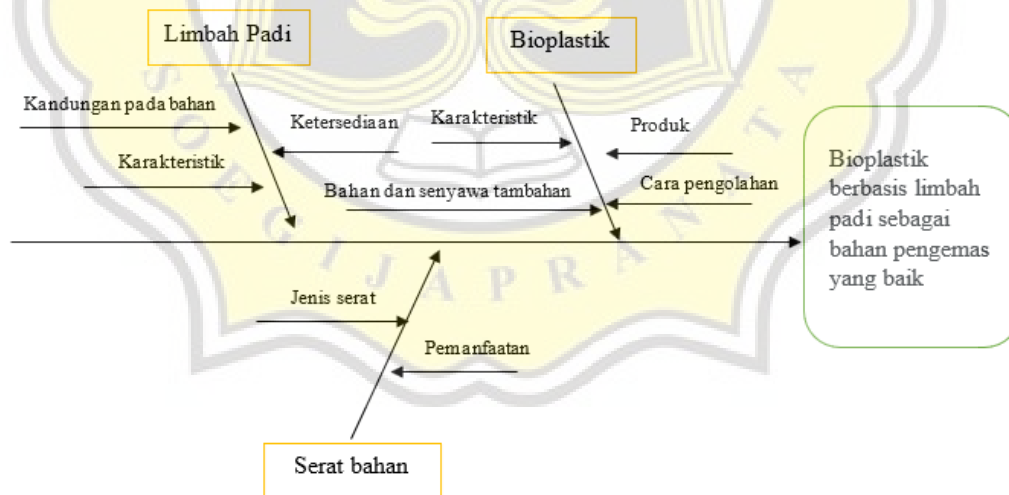 Limbah Padi
Bioplastik
Kandungan pada bahan
Ketersediaan
Karakteristik
Produk
Karakteristik
Bahan dan senyawa tambahan
Cara pengolahan
Bioplastik
berbasis limbah
padi sebagai
bahan pengemas
yang baik
Jenis serat
Pemanfaatan
Serat bahan
SOEGIJAPRANATA